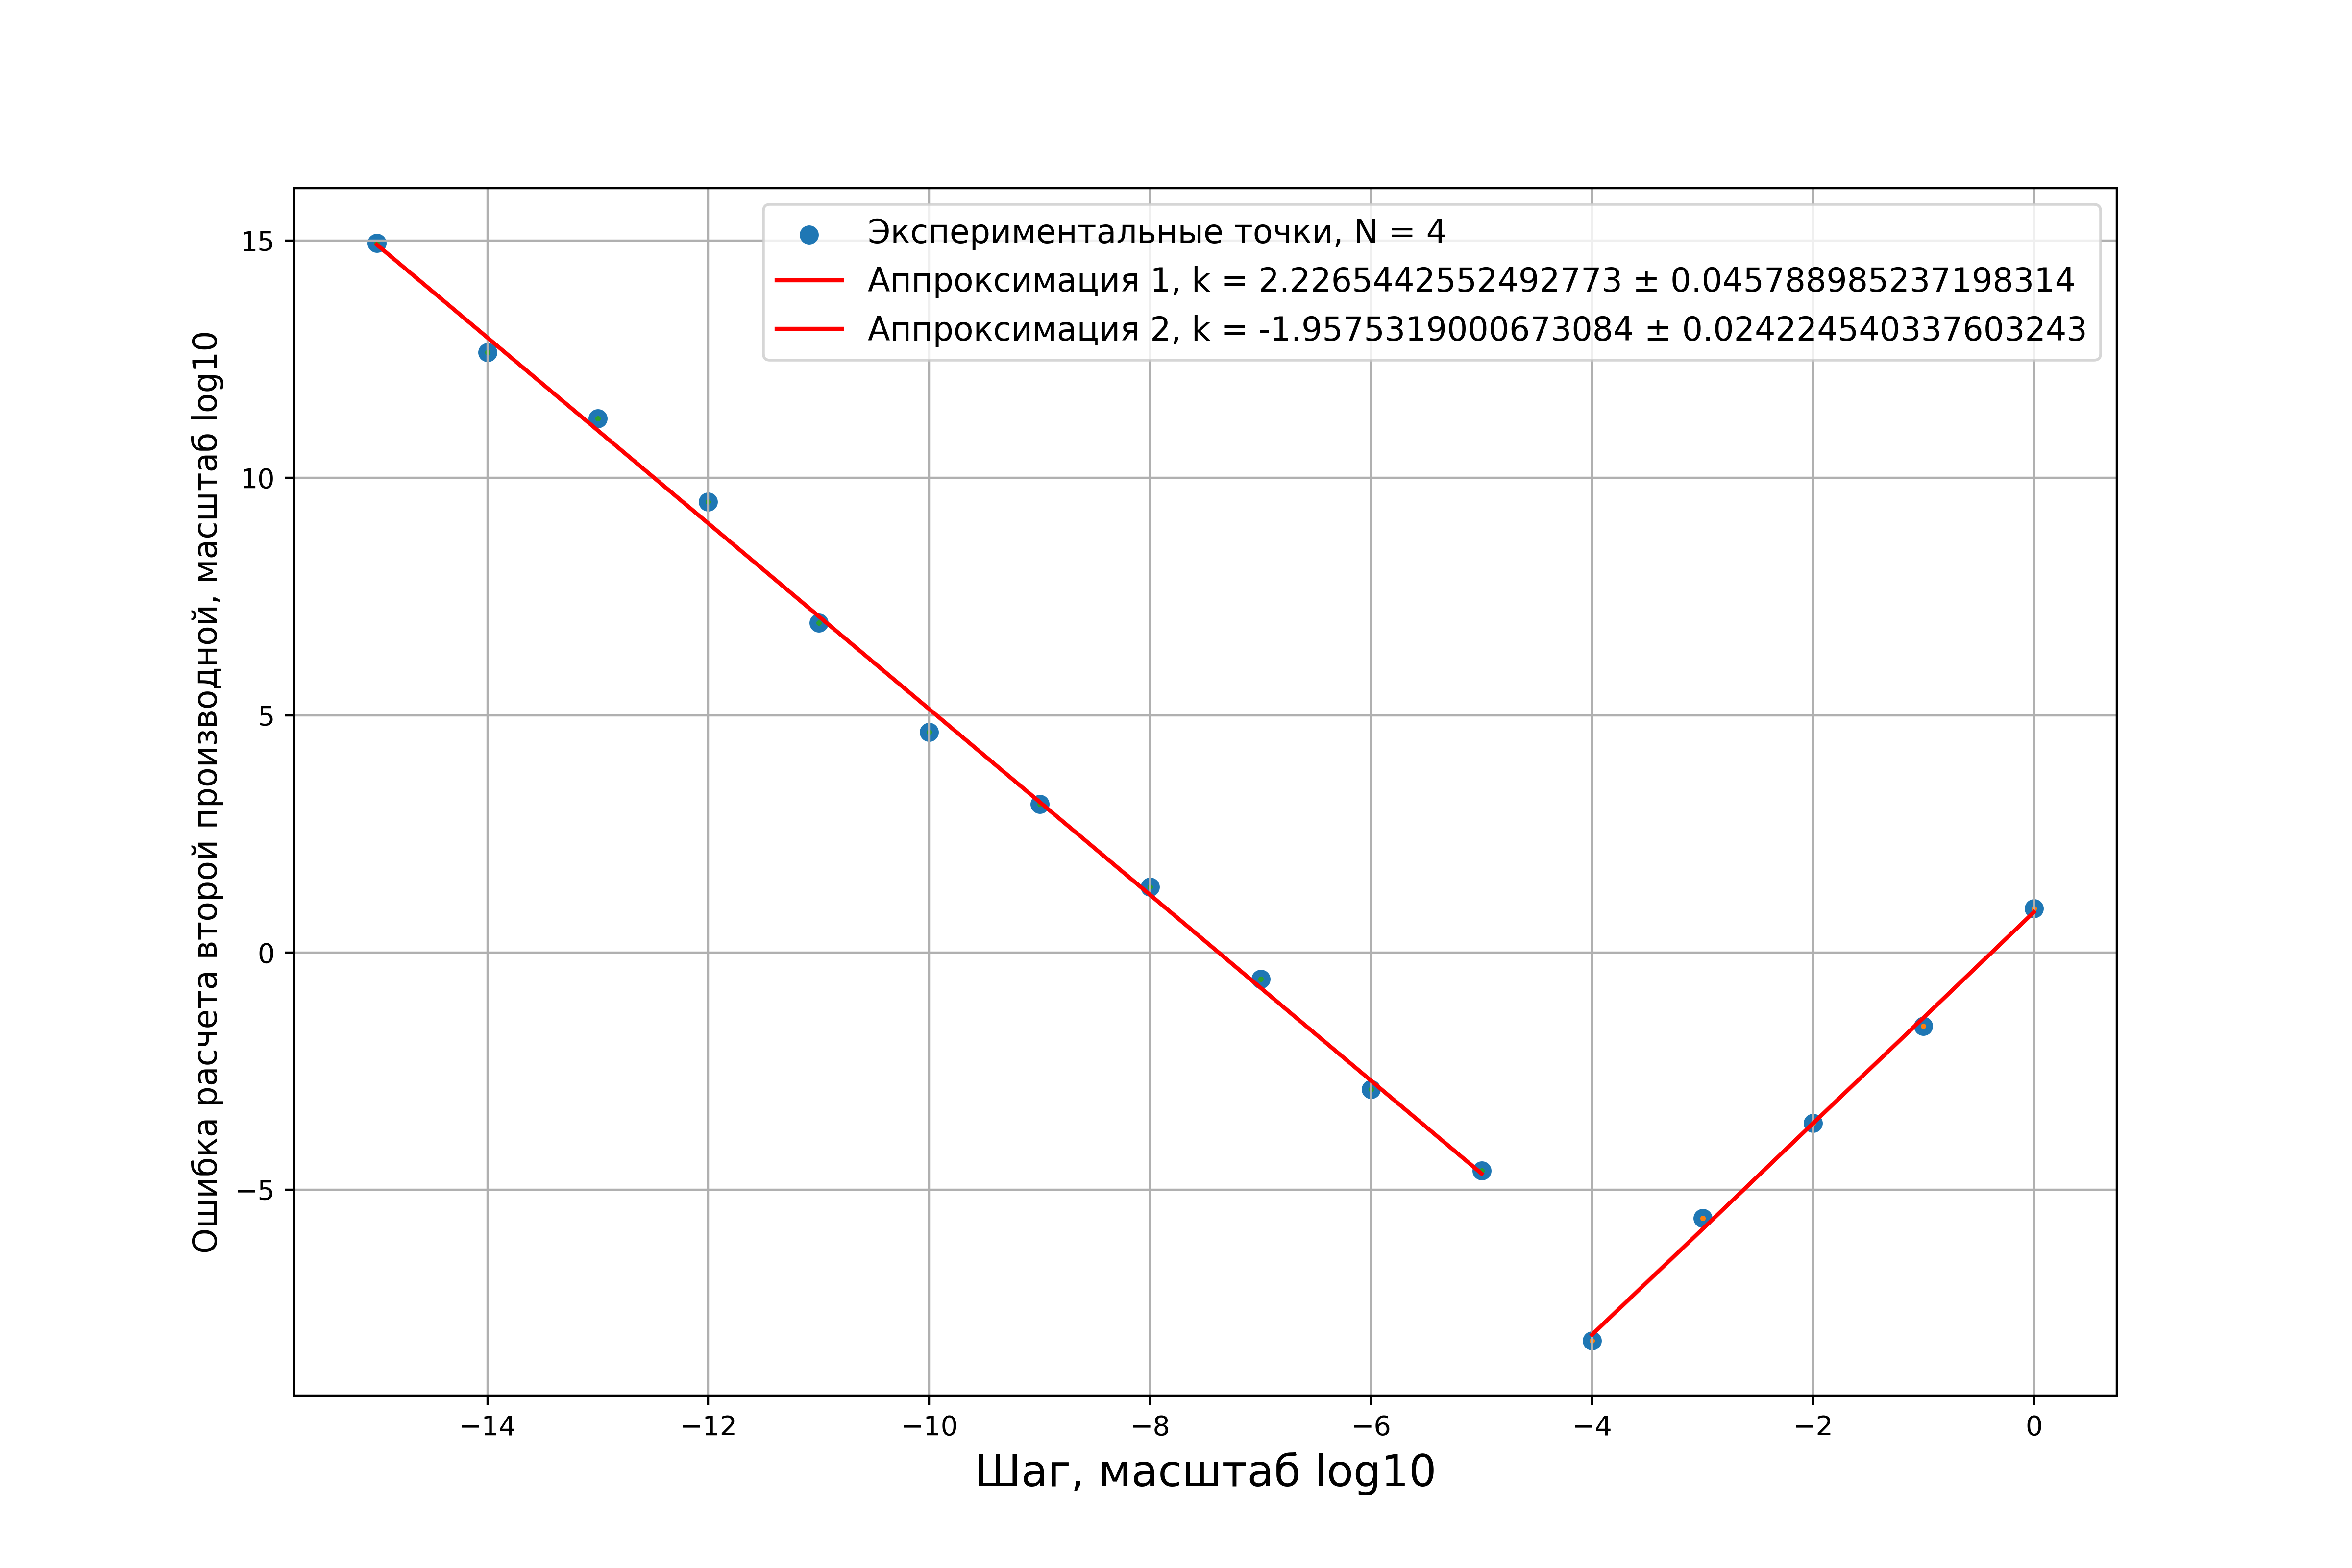 Экспериментальные точки, N = 4
Аппроксимация 1, k = 2.2265442552492773 ± 0.045788985237198314
Аппроксимация 2, k = -1.9575319000673084 ± 0.024224540337603243
Ошибка расчета второй производной, масштаб log10
15
10
5
0
−5
−14 −12 −10 −8 −6 −4 −2 0
Шаг, масштаб log10